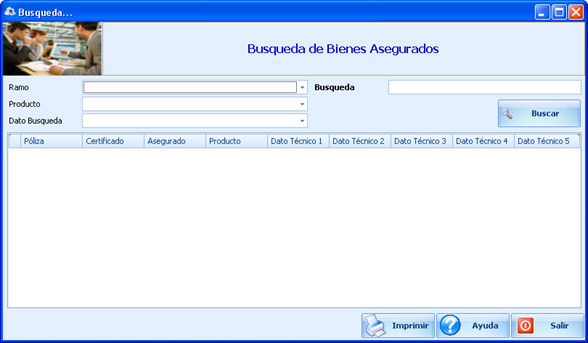 Busqueda...
Busqueda de Bienes Asegurados
Ramo
Busqueda
Producto
Dato Busqueda
Buscar
Póliza Certificado Asegurado Producto Dato Técnico 1 Dato Técnico 2 Dato Técnico 3 Dato Técnico 4 Dato Técnico 5
Imprimir Ayuda Salir